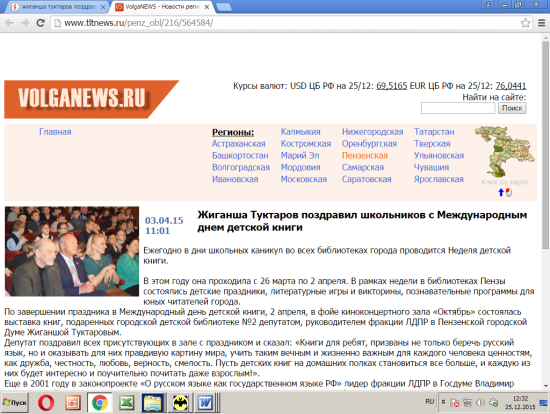 жиганша туктаров поздрав
VolgaNEWS - Новости реги
www.tltnews.ru/penz_obl/216/564584/
VOLGANEWS.RU
Курсы валют: USD ЦБ РФ на 25/12: 69,5165 EUR ЦБ РФ на 25/12: 76,0441
Найти на сайте:
Поиск
Главная
Регионы: Калмыкия Нижегородская Татарстан
Астраханская Костромская Оренбургская Тверская
Башкортостан Марий Эл Пензенская Ульяновская
Волгоградская Мордовия Самарская Чувашия
Ивановская Московская Саратовская Ярославская
Клик по карте
03.04.15
11:01
Жиганша Туктаров поздравил школьников с Международным
днем детской книги
Ежегодно в дни школьных каникул во всех библиотеках города проводится Неделя детской
книги.
В этом году она проходила с 26 марта по 2 апреля. В рамках недели в библиотеках Пензы
состоялись детские праздники, литературные игры и викторины, познавательные программы для
юных читателей города.
По завершении праздника в Международный день детской книги, 2 апреля, в фойе киноконцертного зала «Октябрь» состоялась
выставка книг, подаренных городской детской библиотеке №2 депутатом, руководителем фракции ЛДПР в Пензенской городской
Думе Жиганшой Туктаровым.
Депутат поздравил всех присутствующих в зале с праздником и сказал: «Книги для ребят, призваны не только беречь русский
язык, но и оказывать для них правдивую картину мира, учить таким вечным и жизненно важным для каждого человека ценностям,
как дружба, честность, любовь, верность, смелость. Пусть детских книг на домашних полках становиться все больше, и каждую из
них будет интересно и поучительно почитать даже взрослым!».
Еще в 2001 году в законопроекте «О русском языке как государственном языке РФ» лидер фракции ЛДПР в Госдуме Владимир
Пуск
RU
12:32
25.12.2015